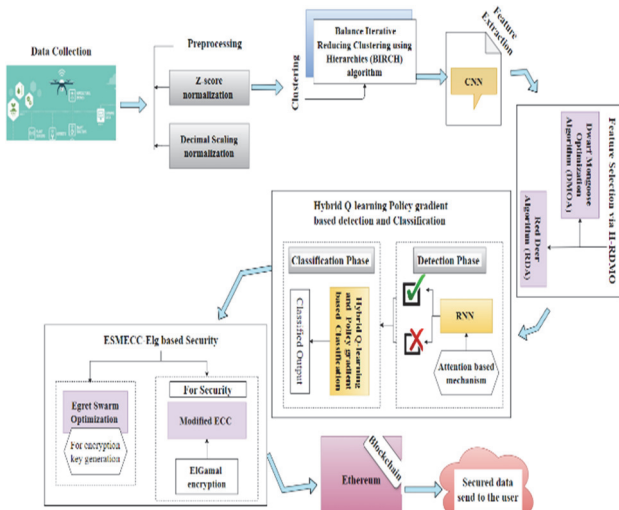 Data Collection
Preprocessing
Z-score
normalization
Decimal Scaling
normalization
Clustering
Balance Iterative
Reducing Clustering using
Hierarchies (BIRCH)
algorithm
Feature
Extraction
CNN
Feature Selection via H-RDMO
Dwarf Mongoose
Optimization
Algorithm (DMOA)
Red Deer
Algorithm (RDA)
Hybrid Q-learning Policy gradient
based detection and Classification
Classification Phase
Detection Phase
Classified Output
Hybrid Q-learning
and Policy gradient
based Classification
RNN
Attention based
mechanism
ESMECC-Elg based Security
Egret Swarm
Optimization
For encryption
key generation
For Security
Modified ECC
ElGamal
encryption
Ethereum
Blockchain
Secured data
send to the user